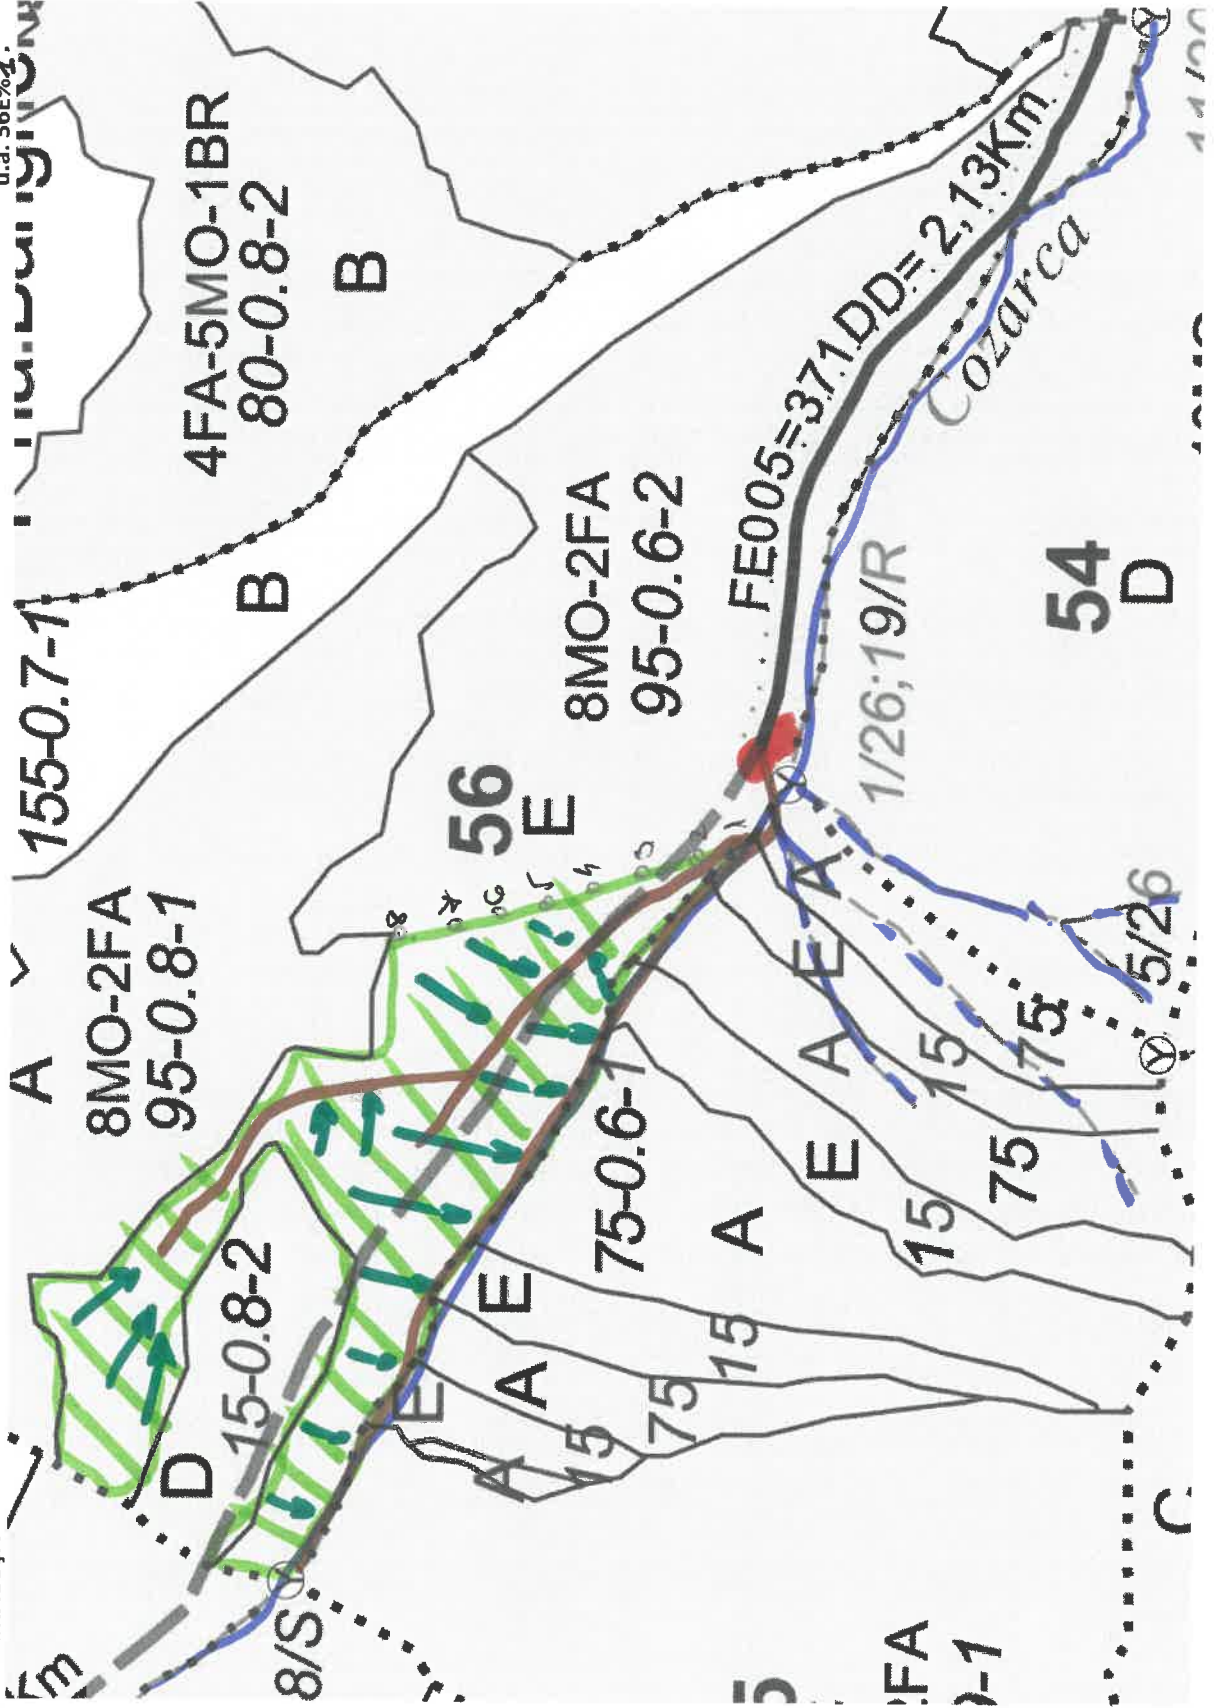 155-0.7-1
4FA-5MO-1BR
80-0.8-2
B
B
A
8MO-2FA
95-0.8-1
8MO-2FA
95-0.6-2
56
E
FE005=371.DD=2,13Km
Cozarca
1/26;19/R
54
D
5/26
15-0.8-2
D
75-0.6-1
A
E
A
E
A
E
A
E
A
E
15
75
15
75
15
75
15
8/S
Km
Y
Y
Y
Y
C